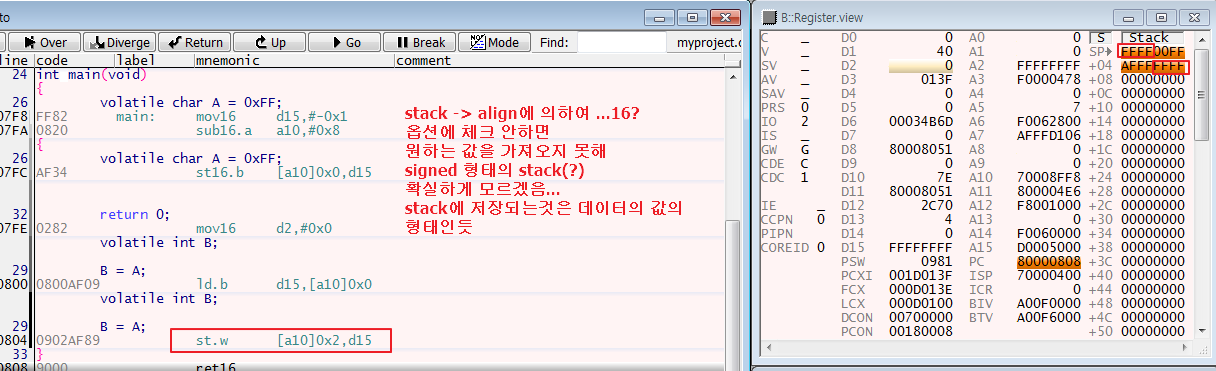 to
B::Register.view
Over Diverge Return Up Go Break Mode Find: myproject.c
line code label mnemonic comment
24 int main(void)
{
26 volatile char A = 0xFF;
07F8 FF82 main: mov16 d15,#-0x1
07FA 0820 sub16.a a10,#0x8
{
26 volatile char A = 0xFF;
07FC AF34 st16.b [a10]0x0,d15
32 return 0;
07FE 0282 mov16 d2,#0x0
volatile int B;
29 B = A;
0800 0800AF09 ld.b d15,[a10]0x0
volatile int B;
29 B = A;
0804 0902AF89 st.w [a10]0x2,d15
33 }
0808 9000 ret16
stack -> align에 의하여 ...16?
옵션에 체크 안하면
원하는 값을 가져오지 못해
signed 형태의 stack(?)
확실하게 모르겠음...
stack에 저장되는것은 데이터의 값의
형태인듯
C _ D0 0 A0 0 S Stack
V _ D1 40 A1 0 SP FFFF00FF
SV _ D2 0 A2 FFFFFFFF +04 AFFFFFFF
AV _ D3 013F A3 F0000478 +08 00000000
SAV _ D4 0 A4 0 +0C 00000000
PRS 0 D5 0 A5 7 +10 00000000
IO 2 D6 00034B6D A6 F0062800 +14 00000000
IS _ D7 0 A7 AFFFD106 +18 00000000
GW G D8 80008051 A8 0 +1C 00000000
CDE C D9 0 A9 0 +20 00000000
CDC 1 D10 7E A10 70008FF8 +24 00000000
D11 80008051 A11 800004E6 +28 00000000
IE _ D12 2C70 A12 F8001000 +2C 00000000
CCPN 0 D13 4 A13 0 +30 00000000
PIPN _ D14 0 A14 F0060000 +34 00000000
COREID 0 D15 FFFFFFFF A15 D0005000 +38 00000000
PSW 0981 PC 80000808 +3C 00000000
PCXI 001D013F ISP 70000400 +40 00000000
FCX 000D013E ICR 0 +44 00000000
LCX 000D0100 BIV A00F0000 +48 00000000
DCON 00700000 BTV A00F6000 +4C 00000000
PCON 00180008 +50 00000000